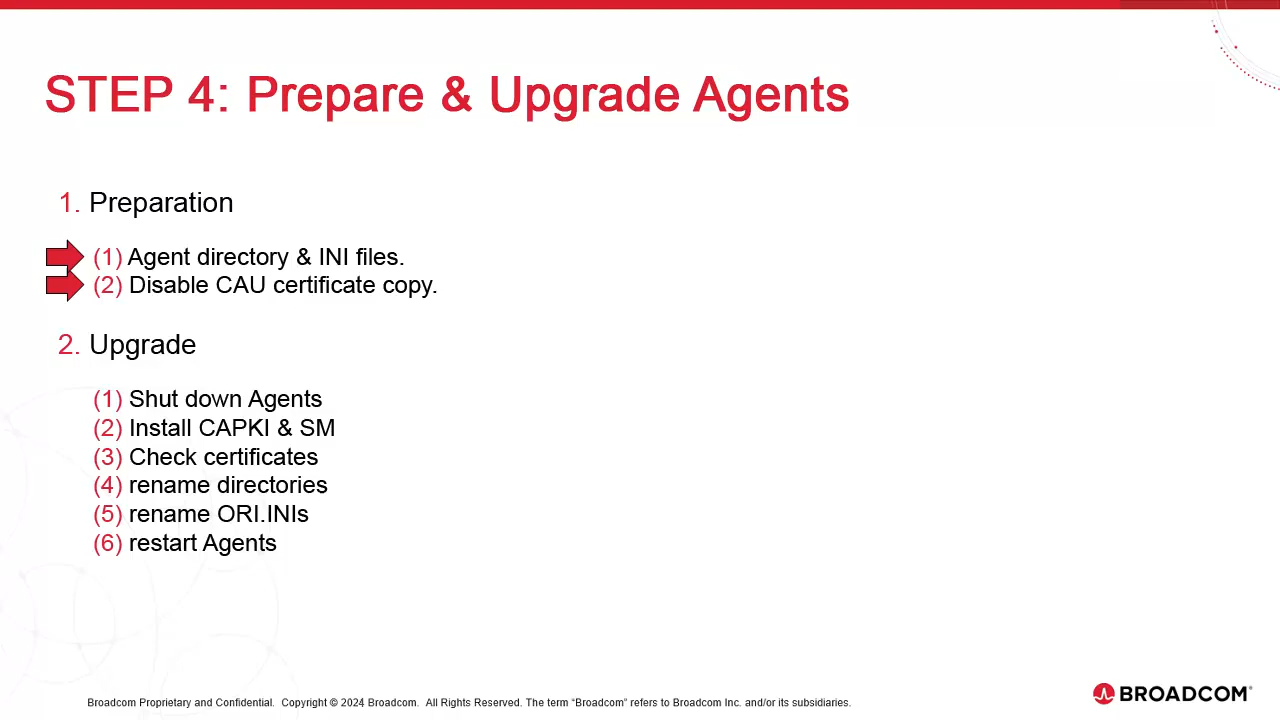 STEP 4: Prepare & Upgrade Agents
1. Preparation
(1) Agent directory & INI files.
(2) Disable CAU certificate copy.
2. Upgrade
(1) Shut down Agents
(2) Install CAPKI & SM
(3) Check certificates
(4) rename directories
(5) rename ORI.INIs
(6) restart Agents
Broadcom Proprietary and Confidential. Copyright © 2024 Broadcom. All Rights Reserved. The term “Broadcom” refers to Broadcom Inc. and/or its subsidiaries.
BROADCOM®